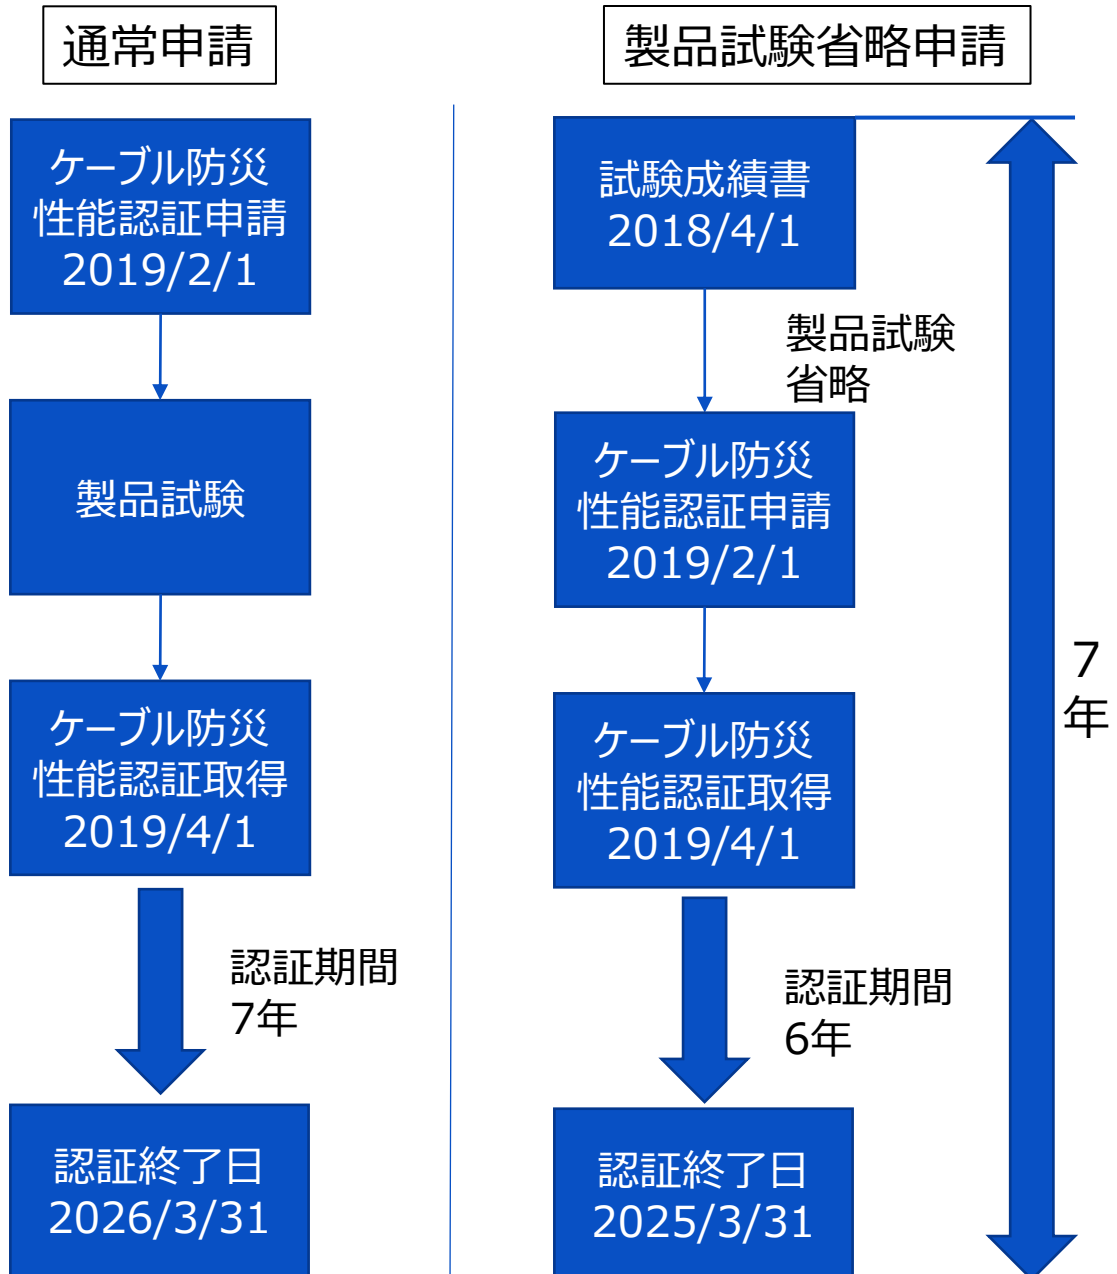 通常申請
ケーブル防災
性能認証申請
2019/2/1
製品試験
ケーブル防災
性能認証取得
2019/4/1
認証期間
7年
認証終了日
2026/3/31
製品試験省略申請
試験成績書
2018/4/1
製品試験
省略
ケーブル防災
性能認証申請
2019/2/1
ケーブル防災
性能認証取得
2019/4/1
認証期間
6年
認証終了日
2025/3/31
7
年